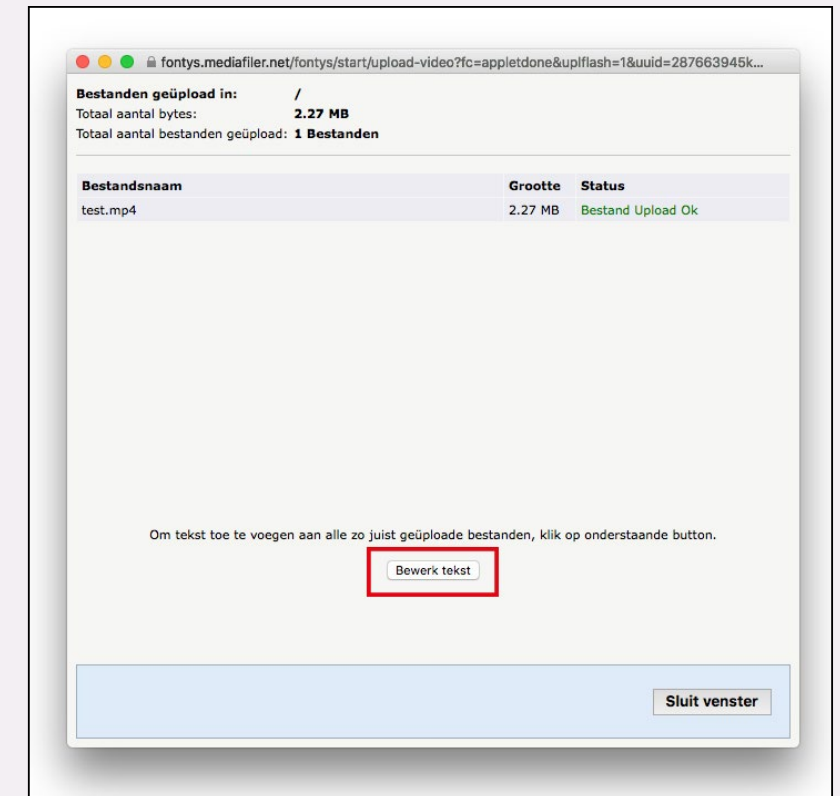 fontys.mediafiler.net/fontys/start/upload-video?fc=appletdone&uplflash=1&uuid=287663945k...
Bestanden geüpload in: /
Totaal aantal bytes: 2.27 MB
Totaal aantal bestanden geüpload: 1 Bestanden
Bestandsnaam Grootte Status
test.mp4 2.27 MB Bestand Upload Ok
Om tekst toe te voegen aan alle zo juist geüploade bestanden, klik op onderstaande button.
Bewerk tekst
Sluit venster